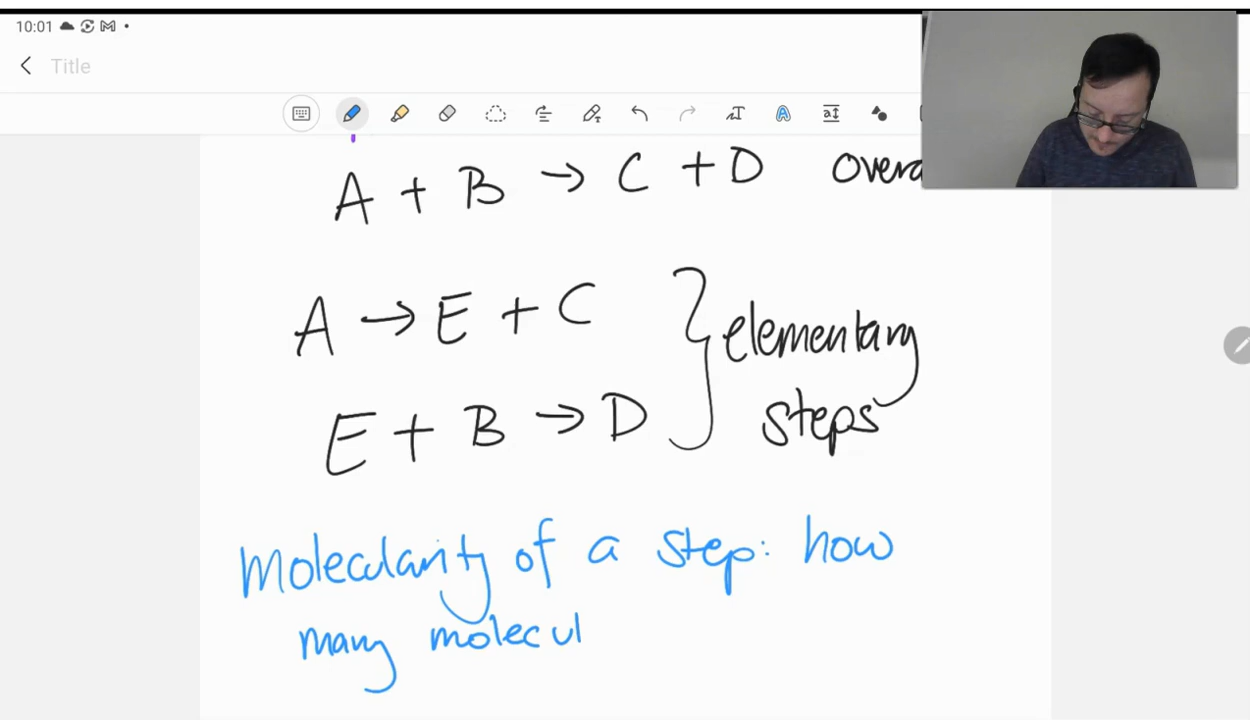 10:01
Title
A + B → C + D overa
A → E + C
E + B → D
} elementary
steps
Molecularity of a step: how
many molecul